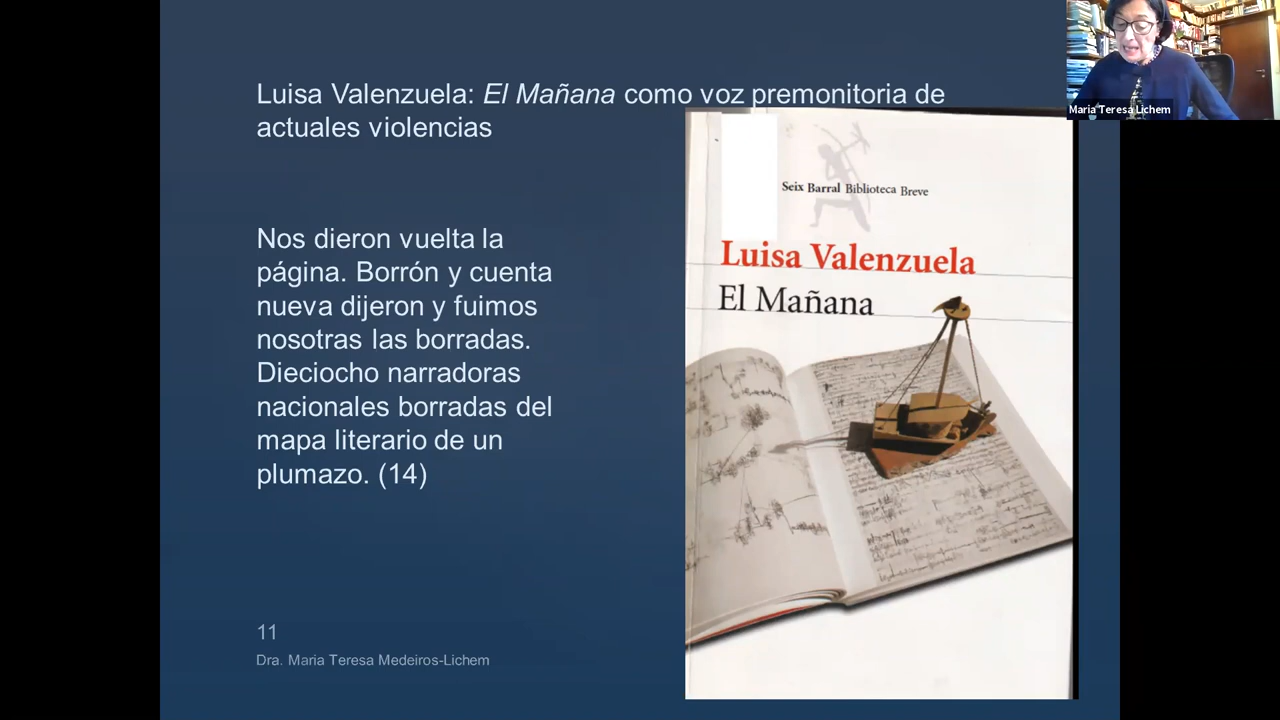 Luisa Valenzuela: El Mañana como voz premonitoria de
actuales violencias
Maria Teresa Lichem
Nos dieron vuelta la
página. Borrón y cuenta
nueva dijeron y fuimos
nosotras las borradas.
Dieciocho narradoras
nacionales borradas del
mapa literario de un
plumazo. (14)
Seix Barral Biblioteca Breve
Luisa Valenzuela
El Mañana
11
Dra. Maria Teresa Medeiros-Lichem